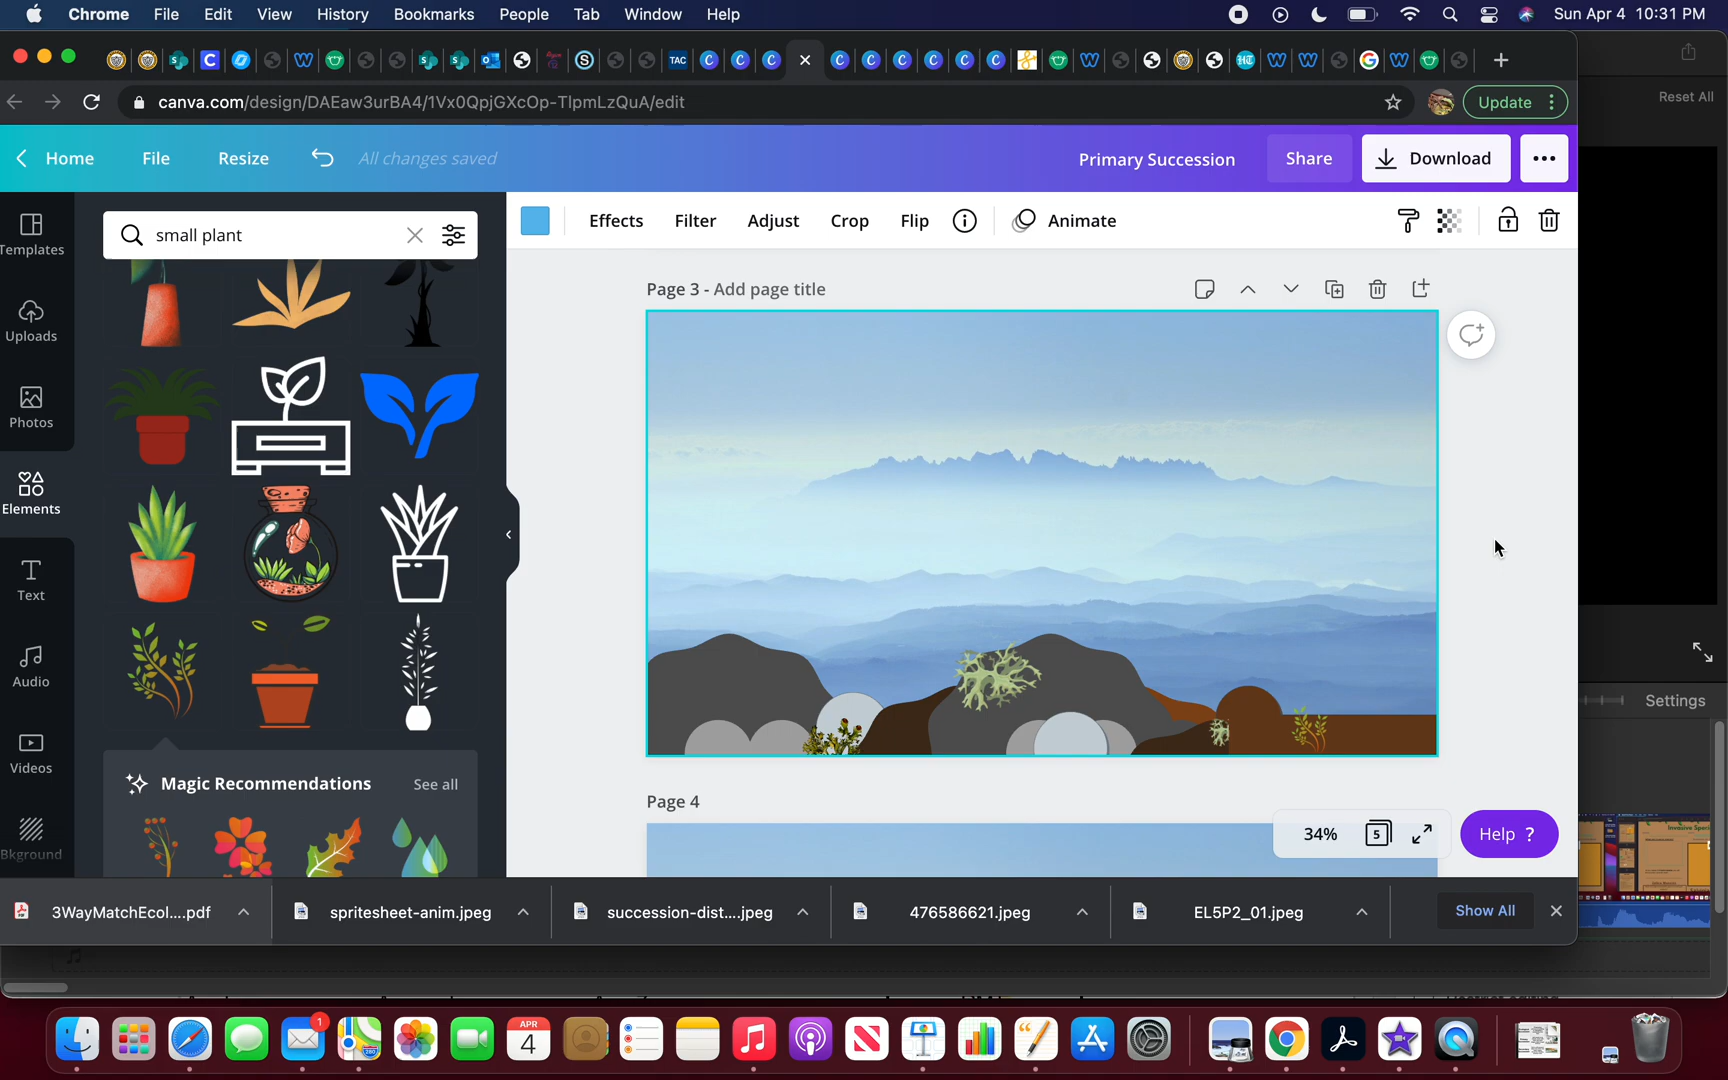 Chrome File Edit View History Bookmarks People Tab Window Help Sun Apr 4 10:31 PM
TAC
canva.com/design/DAEaw3urBA4/1Vx0QpjGXcOp-TlpmLzQuA/edit Update
Reset All
Home File Resize All changes saved Primary Succession Share Download
small plant
Effects Filter Adjust Crop Flip Animate
Templates
Uploads
Photos
Elements
Text
Audio
Videos
Bkground
Page 3 - Add page title
Settings
Magic Recommendations See all
Page 4
34% 5 Help ?
3WayMatchEcol....pdf spritesheet-anim.jpeg succession-dist....jpeg 476586621.jpeg EL5P2_01.jpeg Show All
1
APR
4
280